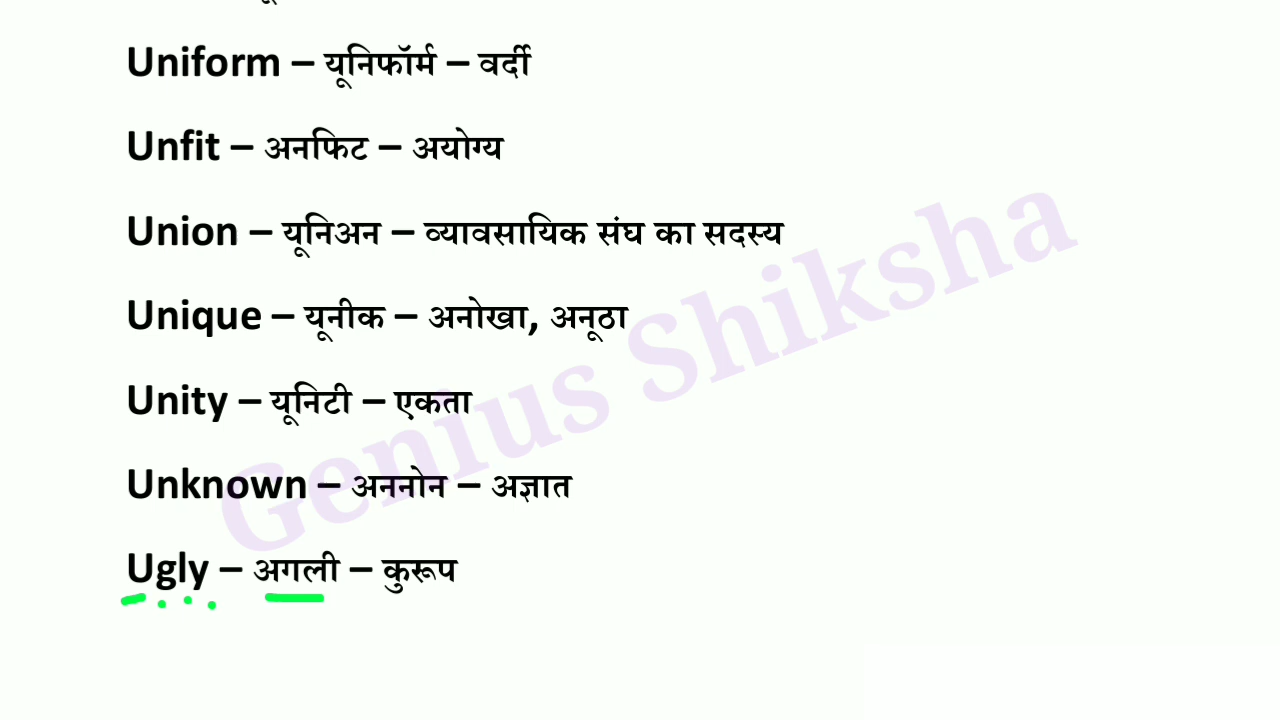 Uniform – यूनिफॉर्म – वर्दी
Unfit – अनफिट – अयोग्य
Union – यूनिअन – व्यावसायिक संघ का सदस्य
Unique – यूनीक – अनोखा, अनूठा
Unity – यूनिटी – एकता
Unknown – अननोन – अज्ञात
Ugly – अगली – कुरूप
Genius Shiksha